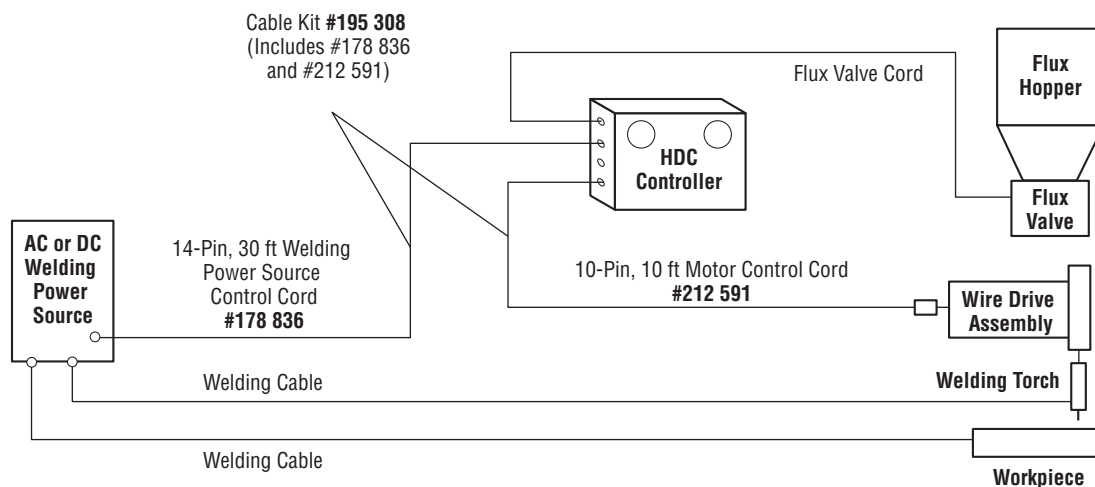 Cable Kit #195 308
(Includes #178 836
and #212 591)
Flux Valve Cord
Flux
Hopper
HDC
Controller
Flux
Valve
AC or DC
Welding
Power
Source
14-Pin, 30 ft Welding
Power Source
Control Cord
#178 836
10-Pin, 10 ft Motor Control Cord
#212 591
Wire Drive
Assembly
Welding Cable
Welding Torch
Welding Cable
Workpiece